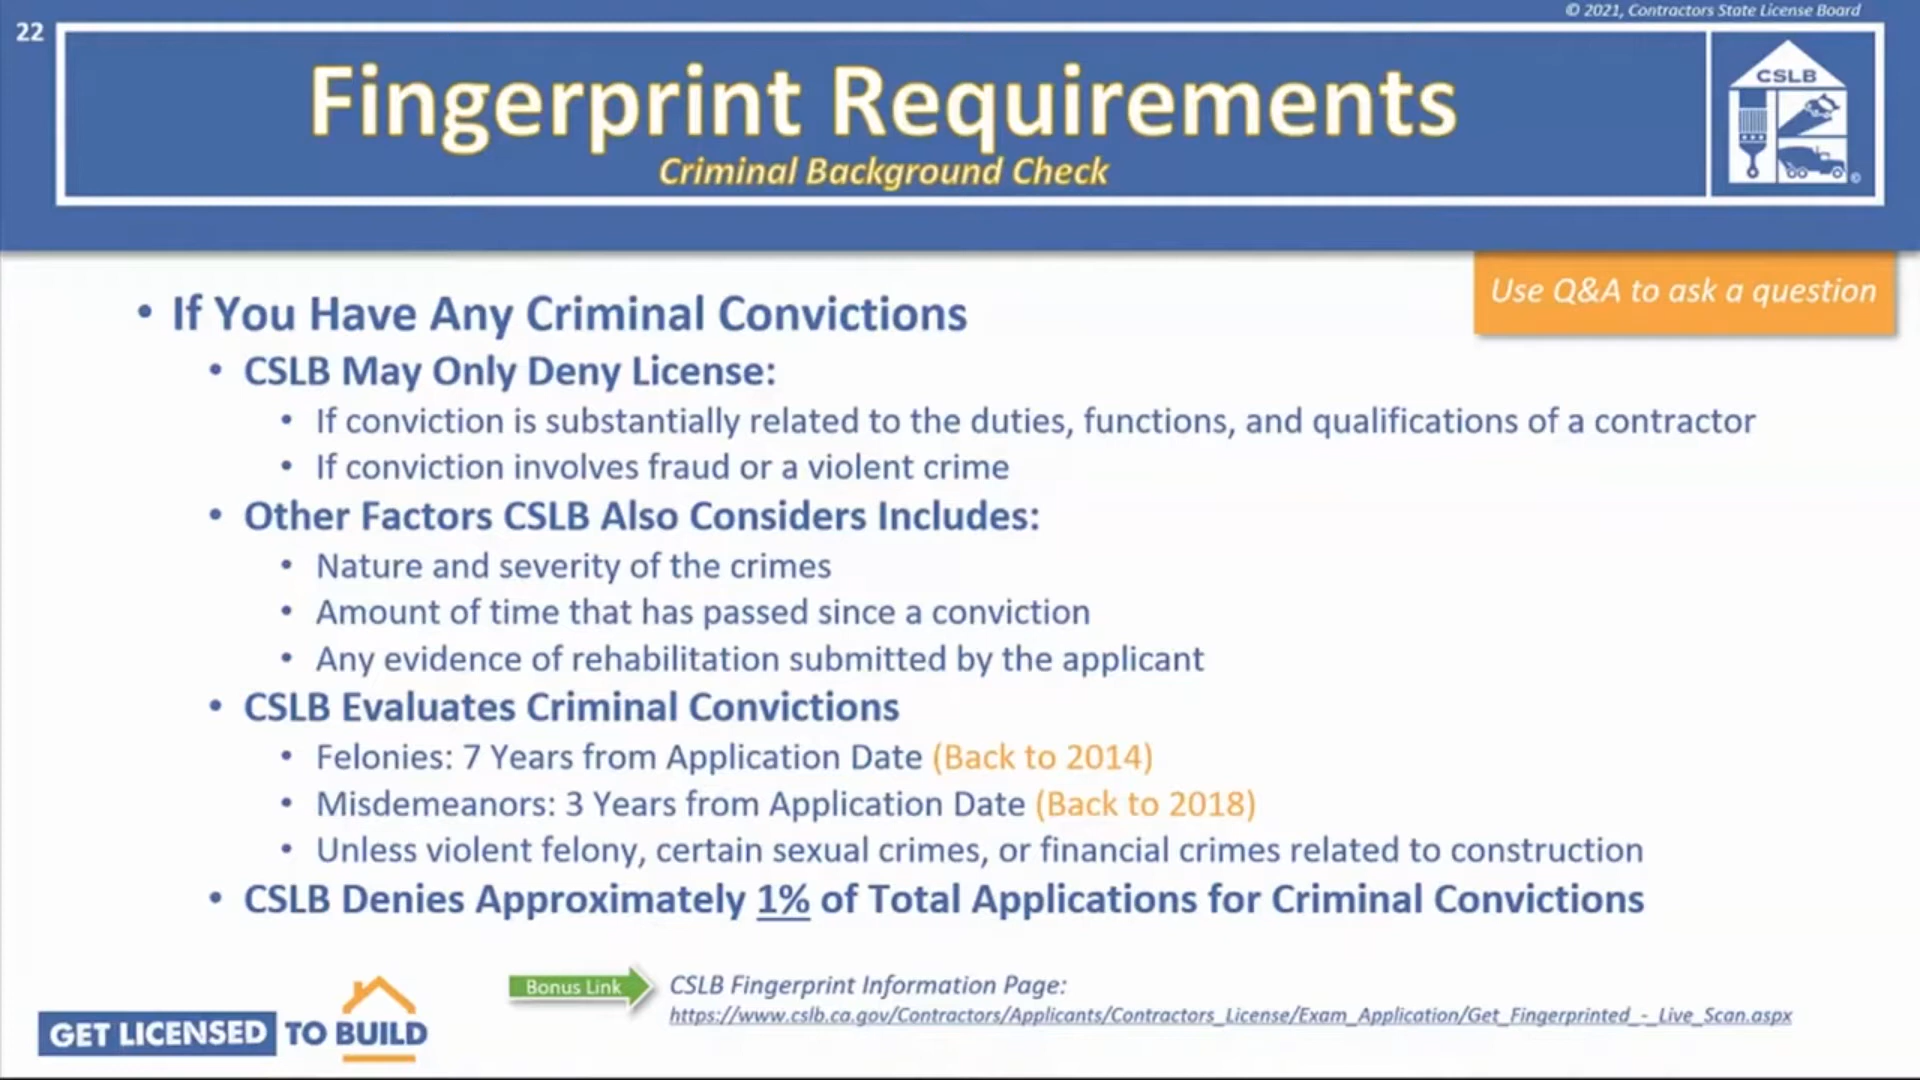 © 2021, Contractors State License Board
22
Fingerprint Requirements
Criminal Background Check
CSLB
©
Use Q&A to ask a question
• If You Have Any Criminal Convictions
• CSLB May Only Deny License:
• If conviction is substantially related to the duties, functions, and qualifications of a contractor
• If conviction involves fraud or a violent crime
• Other Factors CSLB Also Considers Includes:
• Nature and severity of the crimes
• Amount of time that has passed since a conviction
• Any evidence of rehabilitation submitted by the applicant
• CSLB Evaluates Criminal Convictions
• Felonies: 7 Years from Application Date (Back to 2014)
• Misdemeanors: 3 Years from Application Date (Back to 2018)
• Unless violent felony, certain sexual crimes, or financial crimes related to construction
• CSLB Denies Approximately 1% of Total Applications for Criminal Convictions
Bonus Link
CSLB Fingerprint Information Page:
https://www.cslb.ca.gov/Contractors/Applicants/Contractors_License/Exam_Application/Get_Fingerprinted_-_Live_Scan.aspx
GET LICENSED TO BUILD